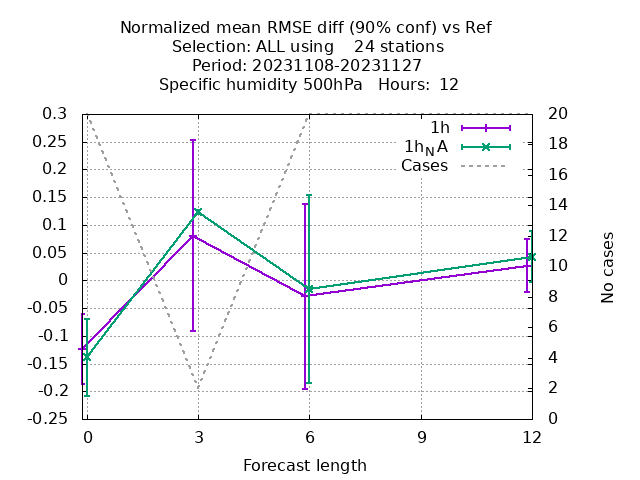 Normalized mean RMSE diff (90% conf) vs Ref
Selection: ALL using    24 stations
Period: 20231108-20231127
Specific humidity 500hPa   Hours:  12
0.3
0.25
0.2
0.15
0.1
0.05
0
-0.05
-0.1
-0.15
-0.2
-0.25
1h
1h_NA
Cases
20
18
16
14
12
10
8
6
4
2
0
No cases
0 3 6 9 12
Forecast length